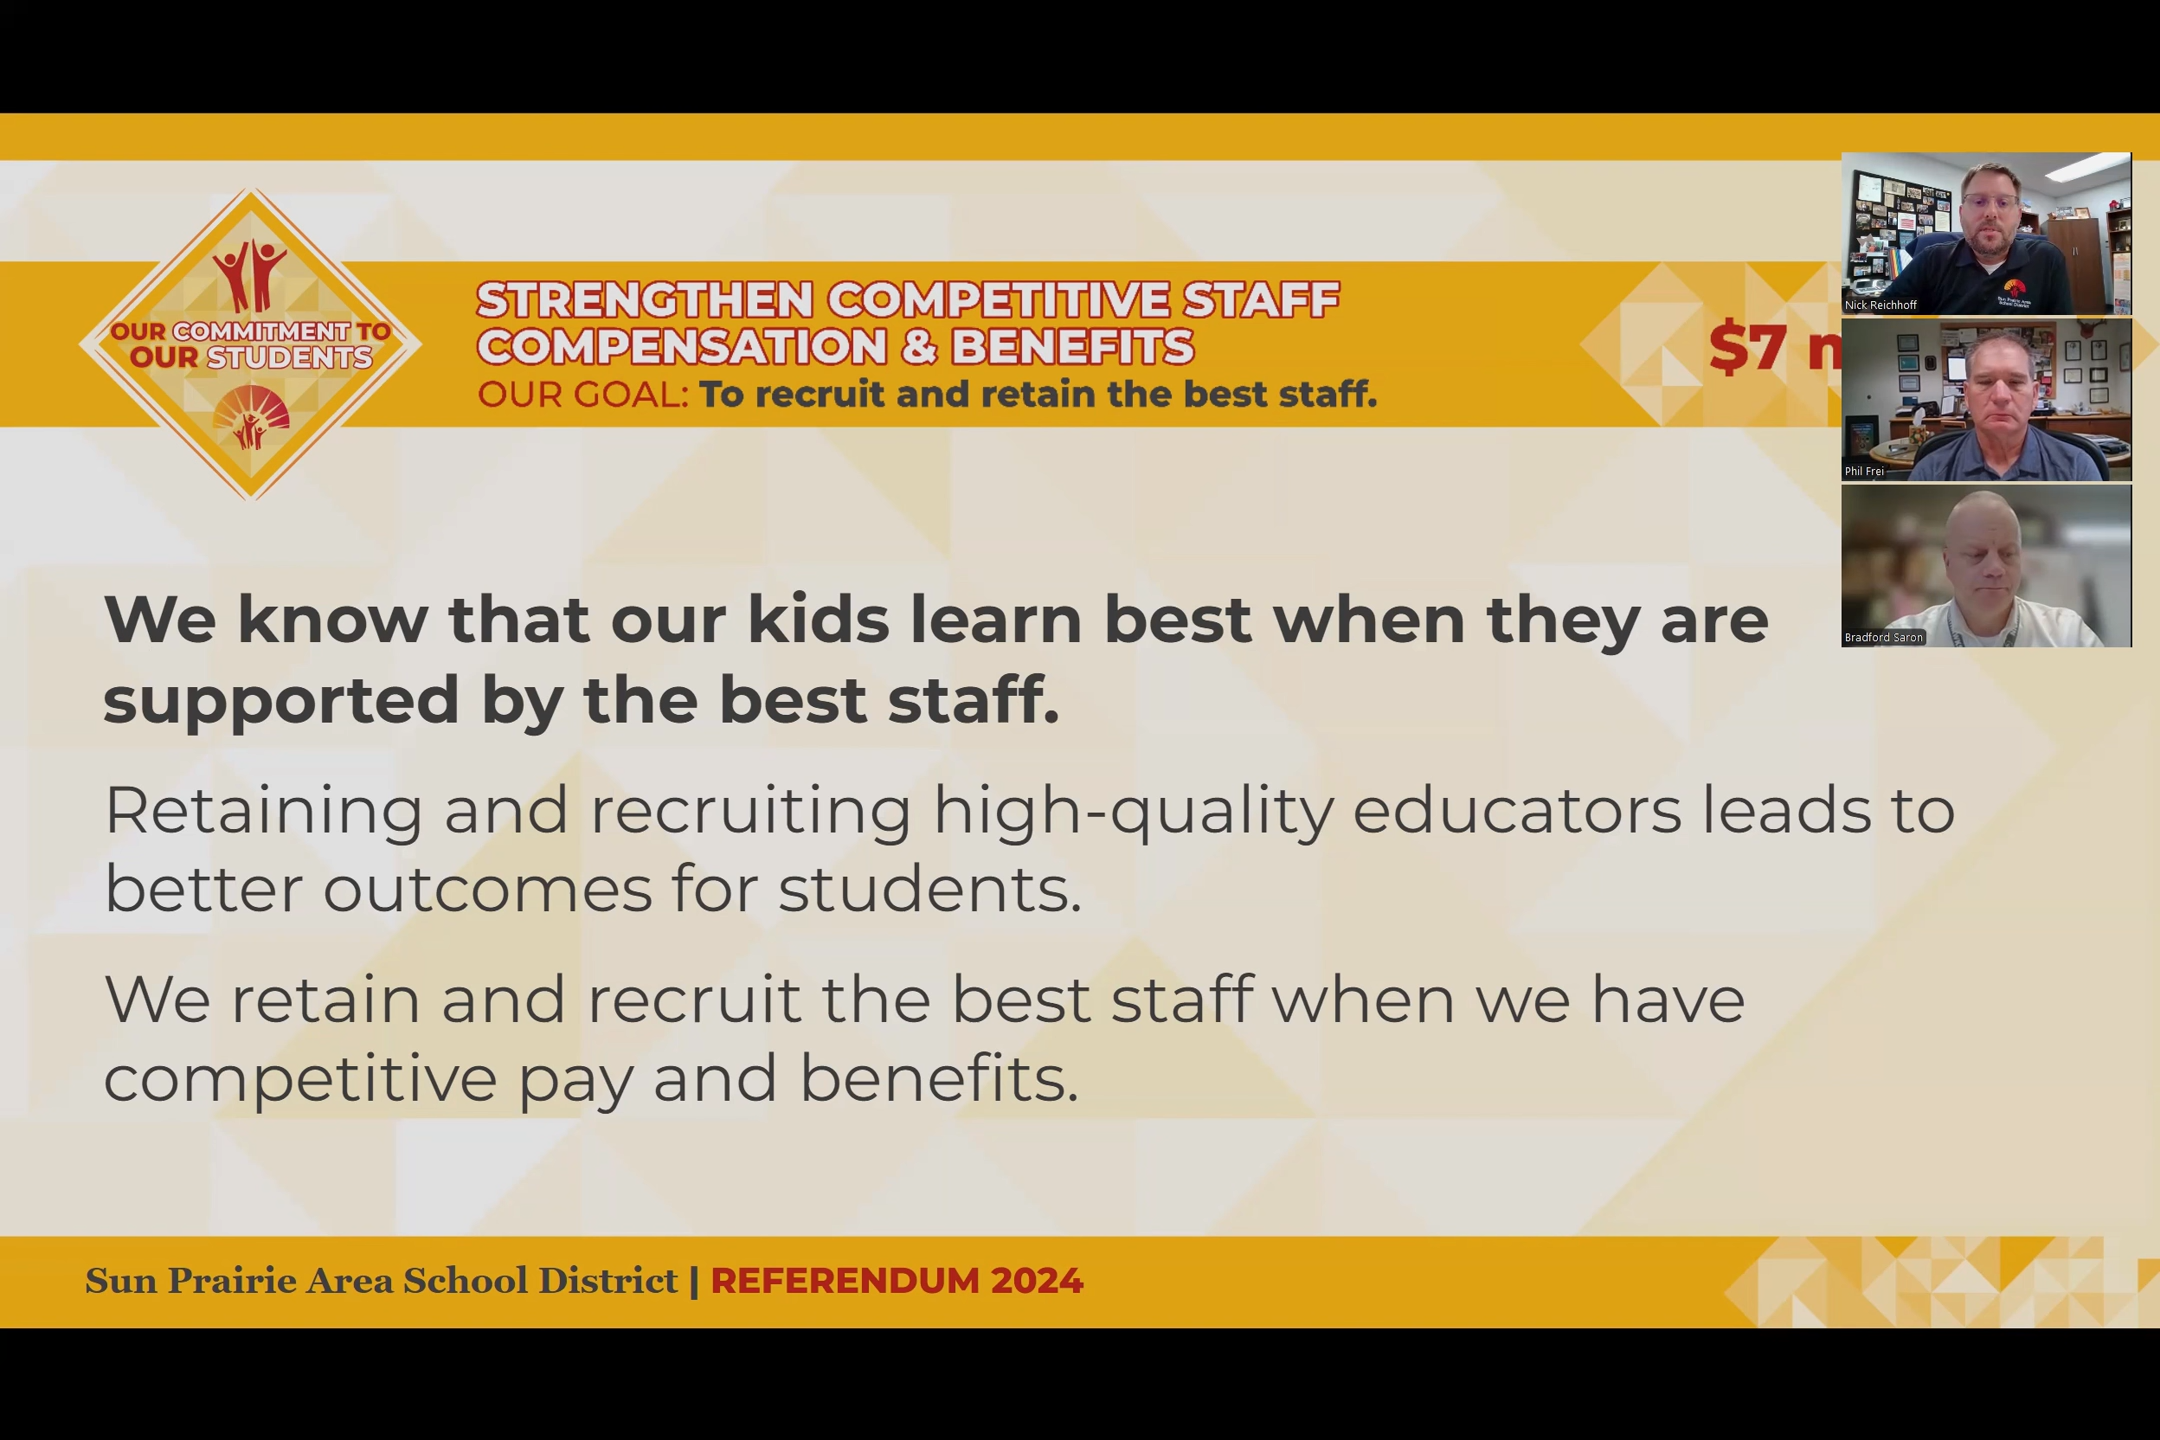 OUR COMMITMENT TO
OUR STUDENTS
STRENGTHEN COMPETITIVE STAFF
COMPENSATION & BENEFITS
OUR GOAL: To recruit and retain the best staff.
$7
Nick Reichhoff
Phil Frei
Bradford Saron
We know that our kids learn best when they are
supported by the best staff.
Retaining and recruiting high-quality educators leads to
better outcomes for students.
We retain and recruit the best staff when we have
competitive pay and benefits.
Sun Prairie Area School District | REFERENDUM 2024